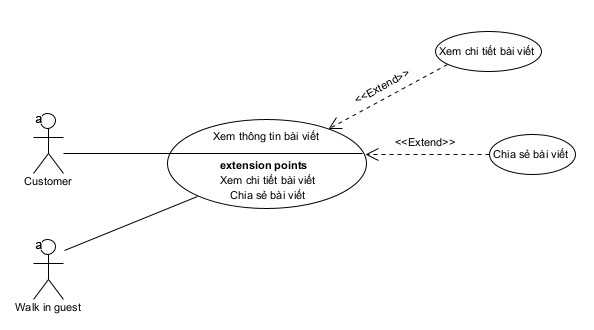 Xem chi tiết bài viết
<<Extend>>
a
Xem thông tin bài viết
<<Extend>>
Chia sẻ bài viết
extension points
Xem chi tiết bài viết
Chia sẻ bài viết
Customer
a
Walk in guest